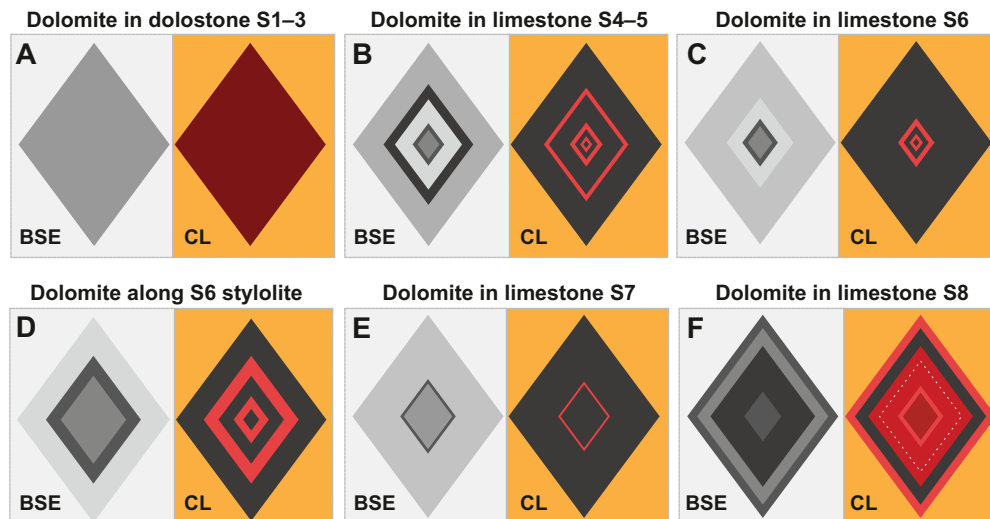 Dolomite in dolostone S1–3
A
BSE
CL
Dolomite in limestone S4–5
B
BSE
CL
Dolomite in limestone S6
C
BSE
CL
Dolomite along S6 stylolite
D
BSE
CL
Dolomite in limestone S7
E
BSE
CL
Dolomite in limestone S8
F
BSE
CL